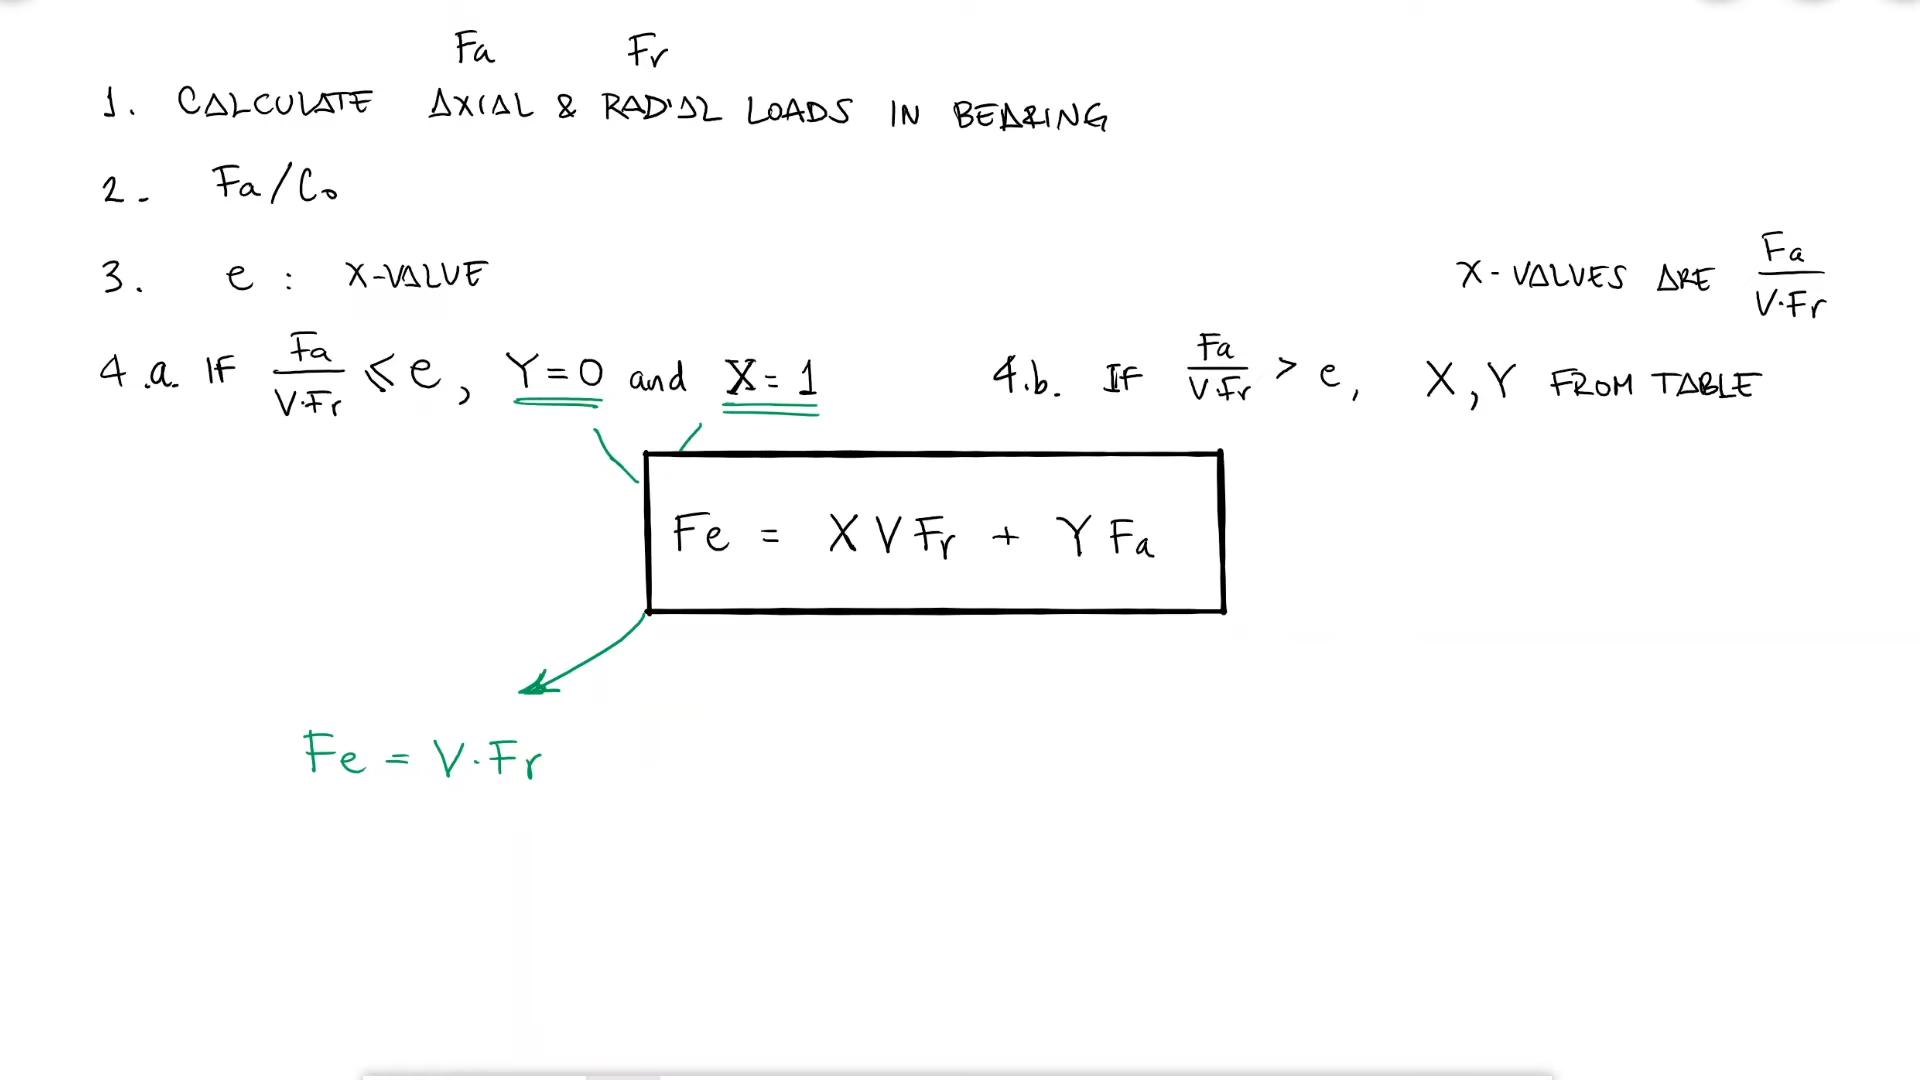 Fa Fr
1. CALCULATE AXIAL & RADIAL LOADS IN BEARING
2. Fa/Co
3. e : X-VALUE
X-VALUES ARE Fa / V·Fr
4.a. IF Fa / V·Fr ≤ e, Y=0 and X=1
4.b. IF Fa / V·Fr > e, X, Y FROM TABLE
Fe = X V Fr + Y Fa
Fe = V·Fr